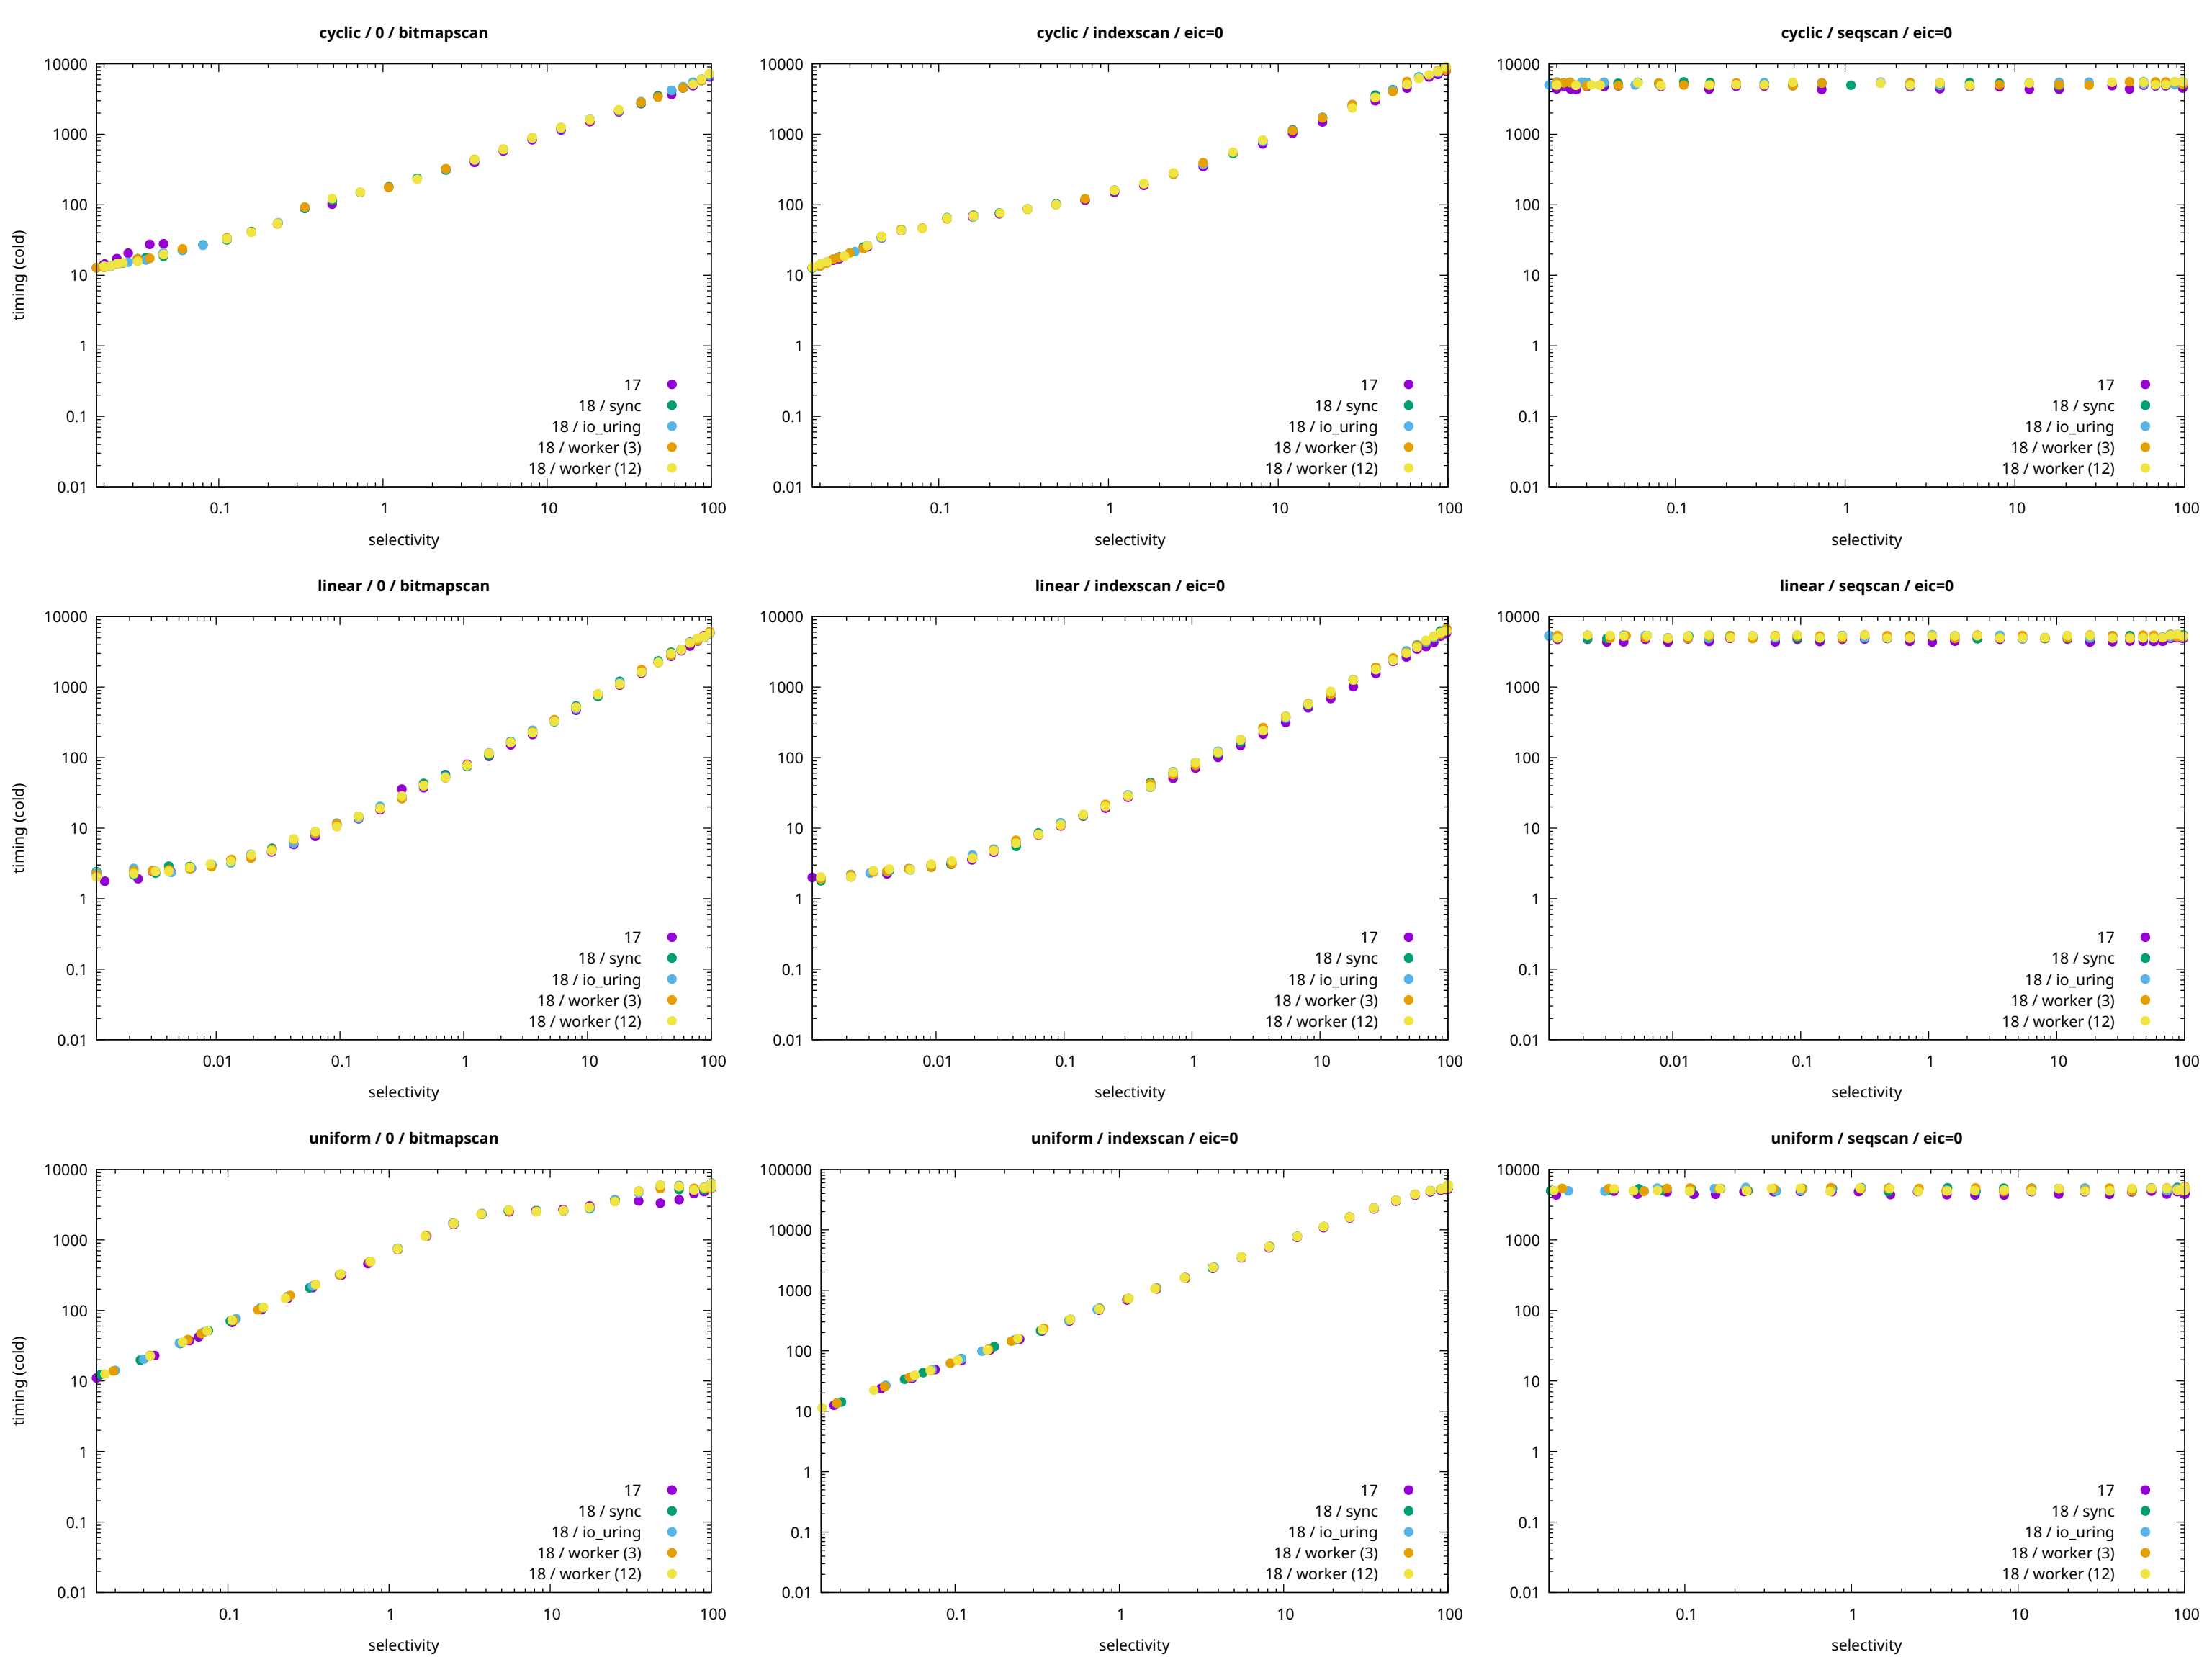 cyclic / 0 / bitmapscan
10000
1000
100
10
1
0.1
0.01
timing (cold)
17
18 / sync
18 / io_uring
18 / worker (3)
18 / worker (12)
0.1 1 10 100
selectivity
cyclic / indexscan / eic=0
10000
1000
100
10
1
0.1
0.01
17
18 / sync
18 / io_uring
18 / worker (3)
18 / worker (12)
0.1 1 10 100
selectivity
cyclic / seqscan / eic=0
10000
1000
100
10
1
0.1
0.01
17
18 / sync
18 / io_uring
18 / worker (3)
18 / worker (12)
0.1 1 10 100
selectivity
linear / 0 / bitmapscan
10000
1000
100
10
1
0.1
0.01
timing (cold)
17
18 / sync
18 / io_uring
18 / worker (3)
18 / worker (12)
0.01 0.1 1 10 100
selectivity
linear / indexscan / eic=0
10000
1000
100
10
1
0.1
0.01
17
18 / sync
18 / io_uring
18 / worker (3)
18 / worker (12)
0.01 0.1 1 10 100
selectivity
linear / seqscan / eic=0
10000
1000
100
10
1
0.1
0.01
17
18 / sync
18 / io_uring
18 / worker (3)
18 / worker (12)
0.01 0.1 1 10 100
selectivity
uniform / 0 / bitmapscan
10000
1000
100
10
1
0.1
0.01
timing (cold)
17
18 / sync
18 / io_uring
18 / worker (3)
18 / worker (12)
0.1 1 10 100
selectivity
uniform / indexscan / eic=0
100000
10000
1000
100
10
1
0.1
0.01
17
18 / sync
18 / io_uring
18 / worker (3)
18 / worker (12)
0.1 1 10 100
selectivity
uniform / seqscan / eic=0
10000
1000
100
10
1
0.1
0.01
17
18 / sync
18 / io_uring
18 / worker (3)
18 / worker (12)
0.1 1 10 100
selectivity